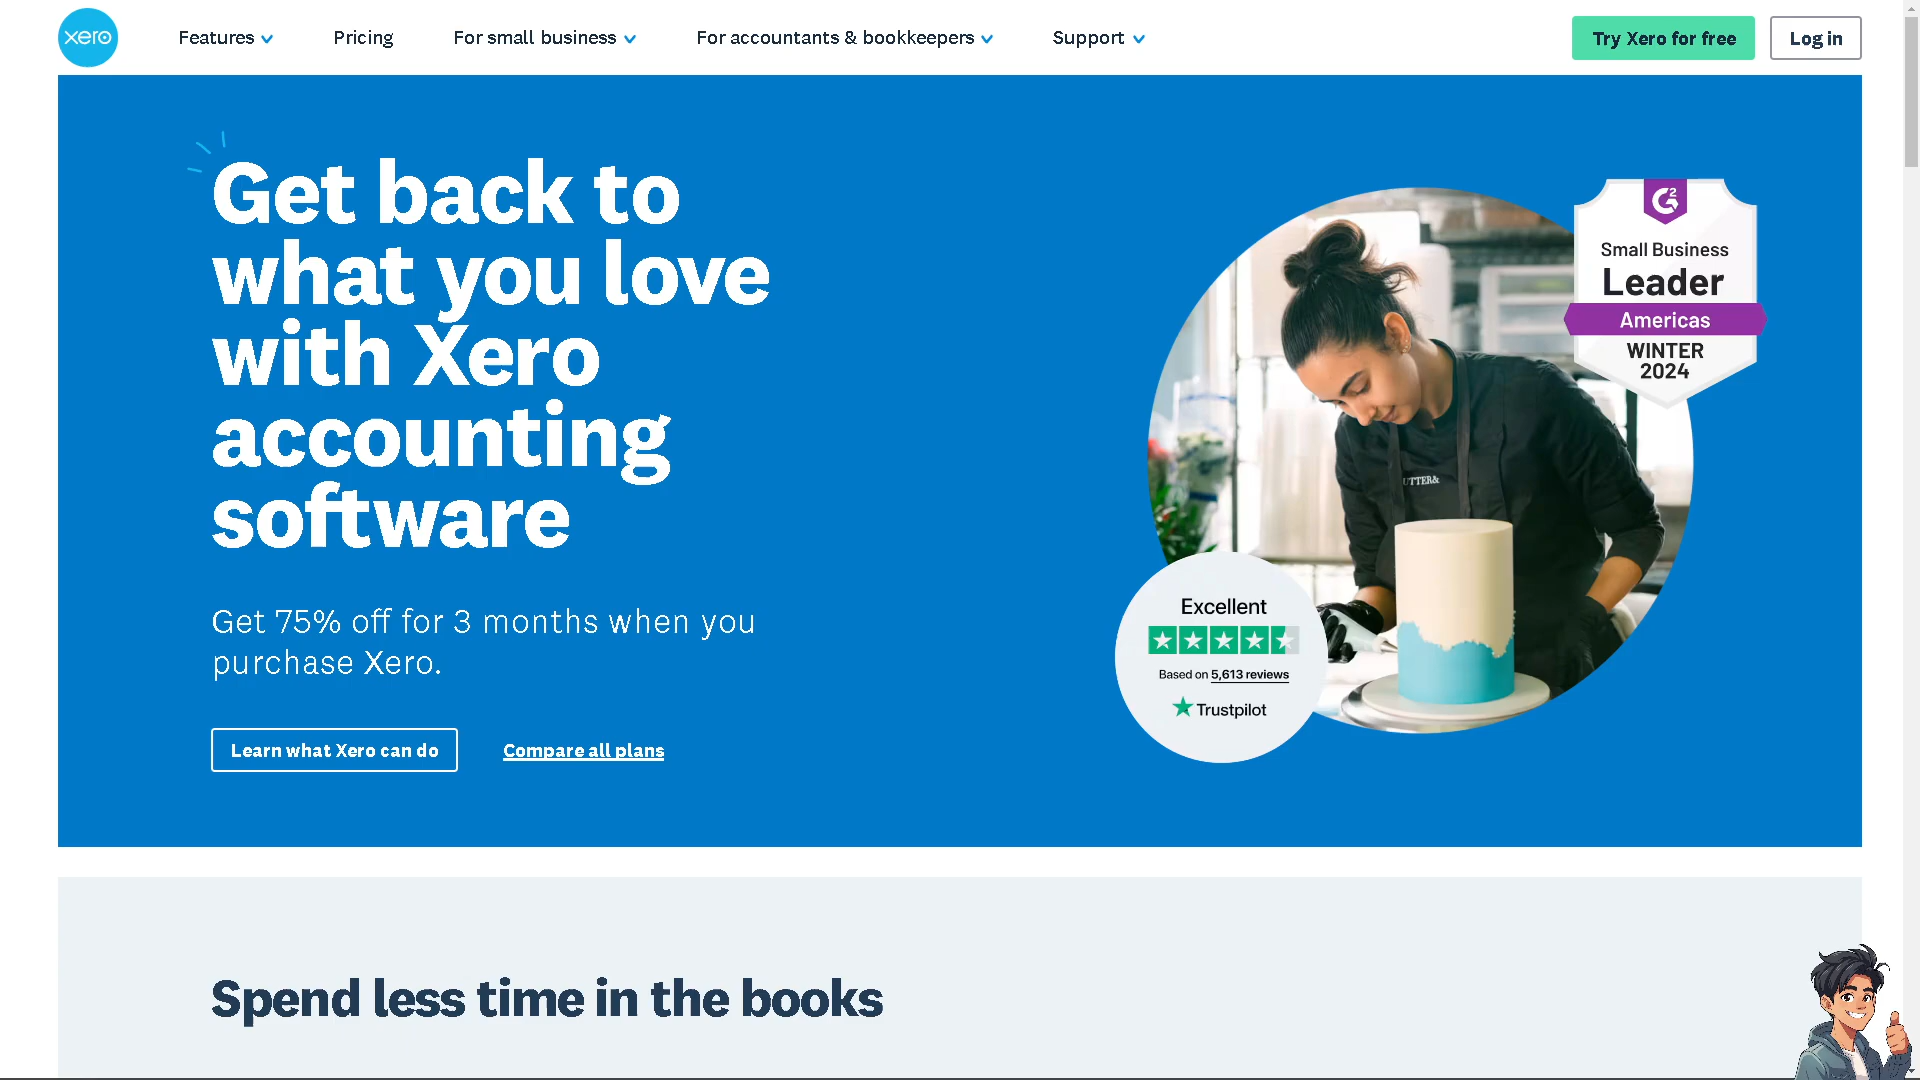 xero
Features
Pricing
For small business
For accountants & bookkeepers
Support
Try Xero for free
Log in
Get back to
what you love
with Xero
accounting
software
Get 75% off for 3 months when you
purchase Xero.
Learn what Xero can do
Compare all plans
G2
Small Business
Leader
Americas
WINTER
2024
UTTER&
Excellent
Based on 5,613 reviews
Trustpilot
Spend less time in the books